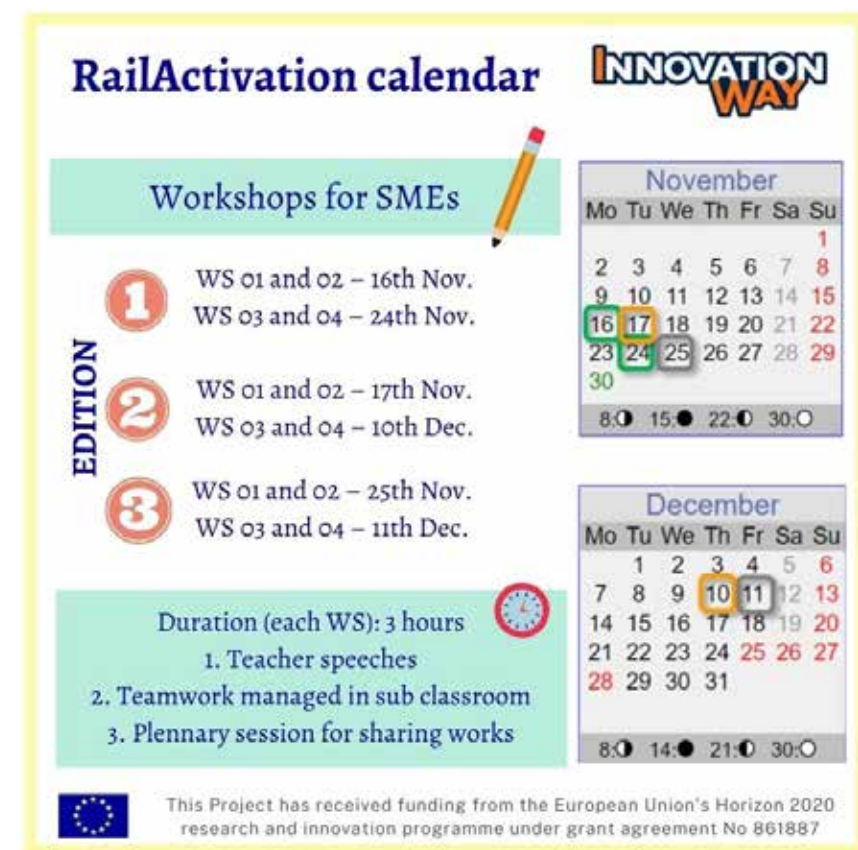 RailActivation calendar
INNOVATION
WAY
Workshops for SMEs
EDITION
1
WS 01 and 02 – 16th Nov.
WS 03 and 04 – 24th Nov.
2
WS 01 and 02 – 17th Nov.
WS 03 and 04 – 10th Dec.
3
WS 01 and 02 – 25th Nov.
WS 03 and 04 – 11th Dec.
Duration (each WS): 3 hours
1. Teacher speeches
2. Teamwork managed in sub classroom
3. Plennary session for sharing works
November
Mo Tu We Th Fr Sa Su
1
2 3 4 5 6 7 8
9 10 11 12 13 14 15
16 17 18 19 20 21 22
23 24 25 26 27 28 29
30
8:◑ 15:● 22:◐ 30:○
December
Mo Tu We Th Fr Sa Su
1 2 3 4 5 6
7 8 9 10 11 12 13
14 15 16 17 18 19 20
21 22 23 24 25 26 27
28 29 30 31
8:◑ 14:● 21:◐ 30:○
This Project has received funding from the European Union's Horizon 2020
research and innovation programme under grant agreement No 861887